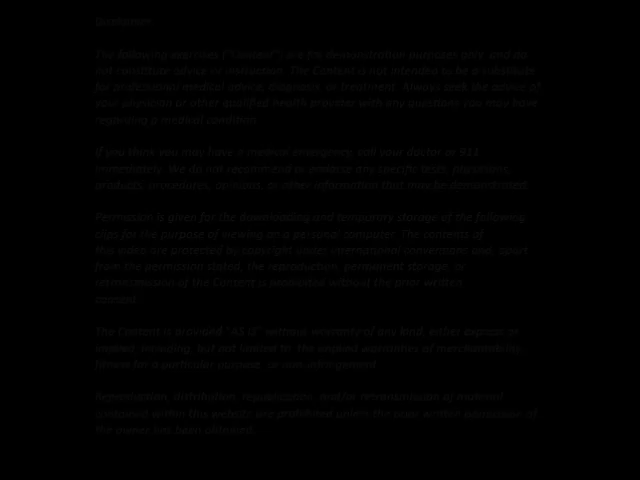 Disclaimer
The following searches ("Content") are for demonstration purposes only, and do
not constitute advice or instruction. The Content is not intended to be a substitute
for professional medical advice, diagnosis, or treatment. Always seek the advice of
your physician or other qualified health provider with any questions you may have
regarding a medical condition.
If you think you may have a medical emergency, call your doctor or 911
immediately. We do not recommend or endorse any specific tests, physicians,
products, procedures, opinions, or other information that may be demonstrated.
Permission is given for the downloading and temporary storage of the following
clips for the purpose of viewing on a personal computer. The contents of
this video are protected by copyright under international conventions and, apart
from the permission stated, the reproduction, permanent storage, or
retransmission of the Content is prohibited without the prior written
consent.
The Content is provided "AS IS" without warranty of any kind, either express or
implied, including, but not limited to, the implied warranties of merchantability,
fitness for a particular purpose, or non-infringement.
Reproduction, distribution, republication, and/or retransmission of material
contained within this website are prohibited unless the prior written permission of
the owner has been obtained.